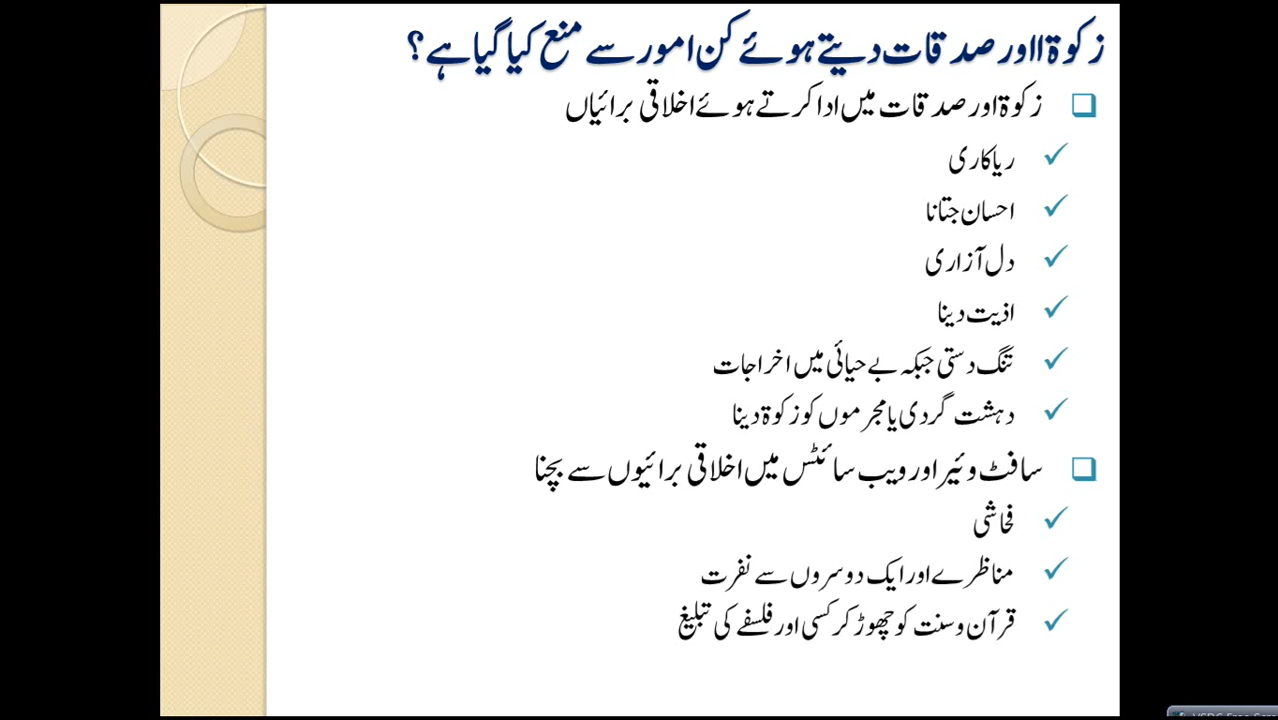 زکوۃ ااور صدقات دیتے ہوئے کن امور سے منع کیا گیا ہے؟
زکوۃ اور صدقات میں ادا کرتے ہوئے اخلاقی برائیاں
ریاکاری
احسان جتانا
دل آزاری
اذیت دینا
تنگ دستی جبکہ بے حیائی میں اخراجات
دہشت گردی یا مجرموں کو زکوۃ دینا
سافٹ وئیر اور ویب سائٹس میں اخلاقی برائیوں سے بچنا
فحاشی
مناظرے اور ایک دوسروں سے نفرت
قرآن و سنت کو چھوڑ کر کسی اور فلسفے کی تبلیغ